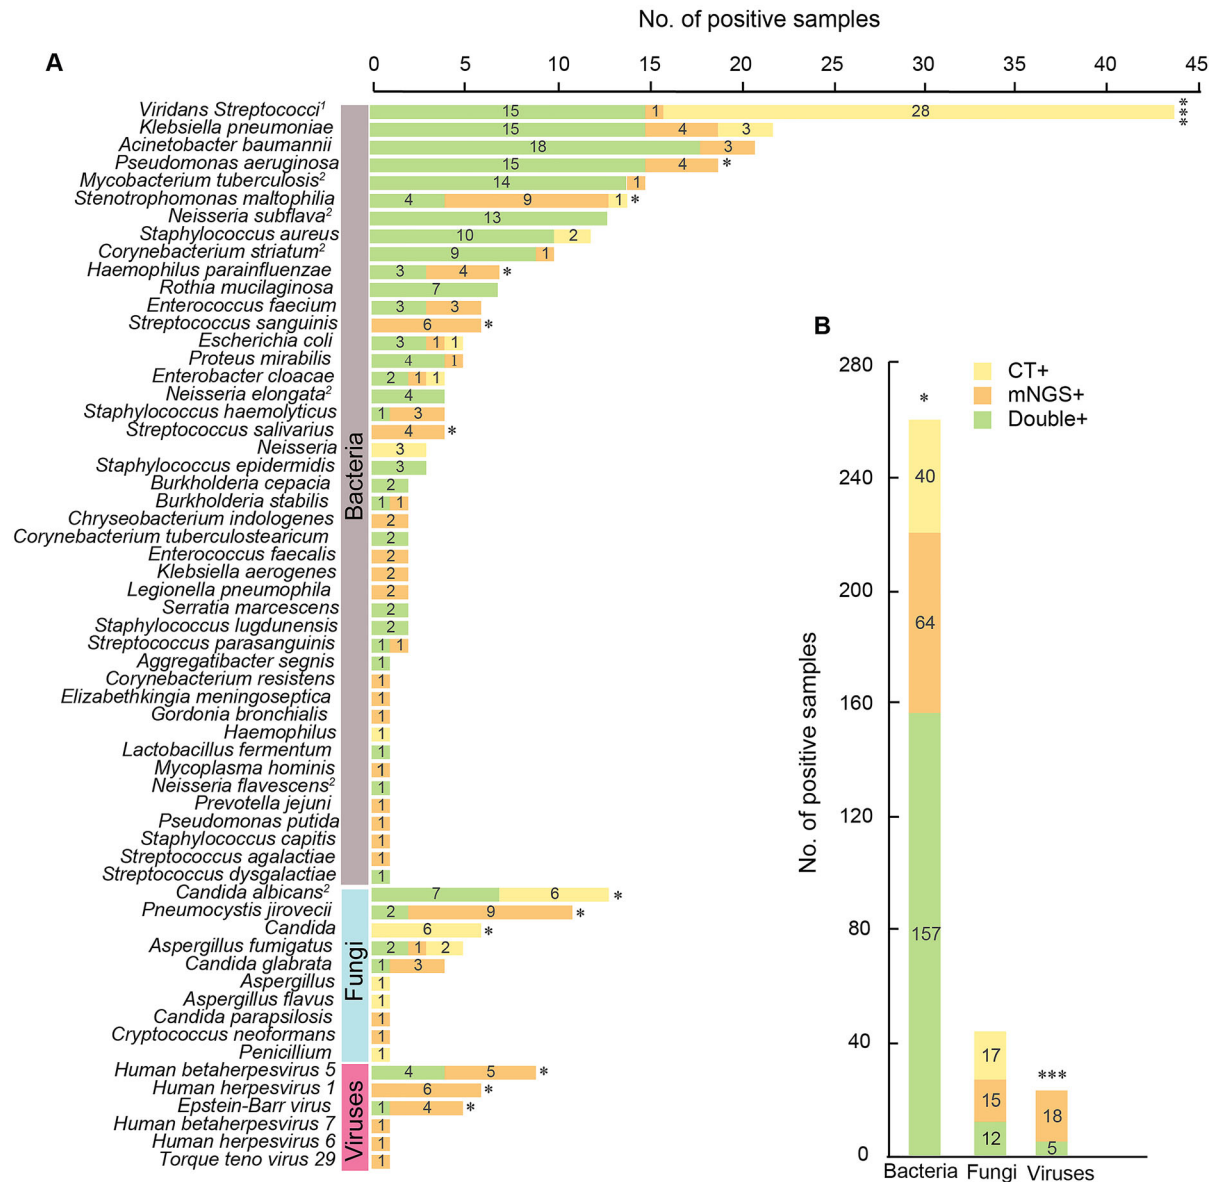 No. of positive samples
A
0 5 10 15 20 25 30 35 40 45
Viridans Streptococci¹ 15 1 28 ***
Klebsiella pneumoniae 15 4 3
Acinetobacter baumannii 18 3
Pseudomonas aeruginosa 15 4 *
Mycobacterium tuberculosis² 14 1
Stenotrophomonas maltophilia 4 9 1 *
Neisseria subflava² 13
Staphylococcus aureus 10 2
Corynebacterium striatum² 9 1
Haemophilus parainfluenzae 3 4 *
Rothia mucilaginosa 7
Enterococcus faecium 3 3
Streptococcus sanguinis 6 *
Escherichia coli 3 1 1
Proteus mirabilis 4 1
Enterobacter cloacae 2 1 1
Neisseria elongata² 4
Staphylococcus haemolyticus 1 3
Streptococcus salivarius 4 *
Neisseria 3
Staphylococcus epidermidis 3
Burkholderia cepacia 2
Burkholderia stabilis 1 1
Chryseobacterium indologenes 2
Corynebacterium tuberculostearicum 2
Enterococcus faecalis 2
Klebsiella aerogenes 2
Legionella pneumophila 2
Serratia marcescens 2
Staphylococcus lugdunensis 2
Streptococcus parasanguinis 1 1
Aggregatibacter segnis 1
Corynebacterium resistens 1
Elizabethkingia meningoseptica 1
Gordonia bronchialis 1
Haemophilus 1
Lactobacillus fermentum 1
Mycoplasma hominis 1
Neisseria flavescens² 1
Prevotella jejuni 1
Pseudomonas putida 1
Staphylococcus capitis 1
Streptococcus agalactiae 1
Streptococcus dysgalactiae 1
Bacteria
Candida albicans² 7 6 *
Pneumocystis jirovecii 2 9 *
Candida 6 *
Aspergillus fumigatus 2 1 2
Candida glabrata 1 3
Aspergillus 1
Aspergillus flavus 1
Candida parapsilosis 1
Cryptococcus neoformans 1
Penicillium 1
Fungi
Human betaherpesvirus 5 4 5 *
Human herpesvirus 1 6 *
Epstein-Barr virus 1 4 *
Human betaherpesvirus 7 1
Human herpesvirus 6 1
Torque teno virus 29 1
Viruses
B
No. of positive samples
280
240
200
160
120
80
40
0
CT+
mNGS+
Double+
*
40
64
157
17
15
12
***
18
5
Bacteria Fungi Viruses